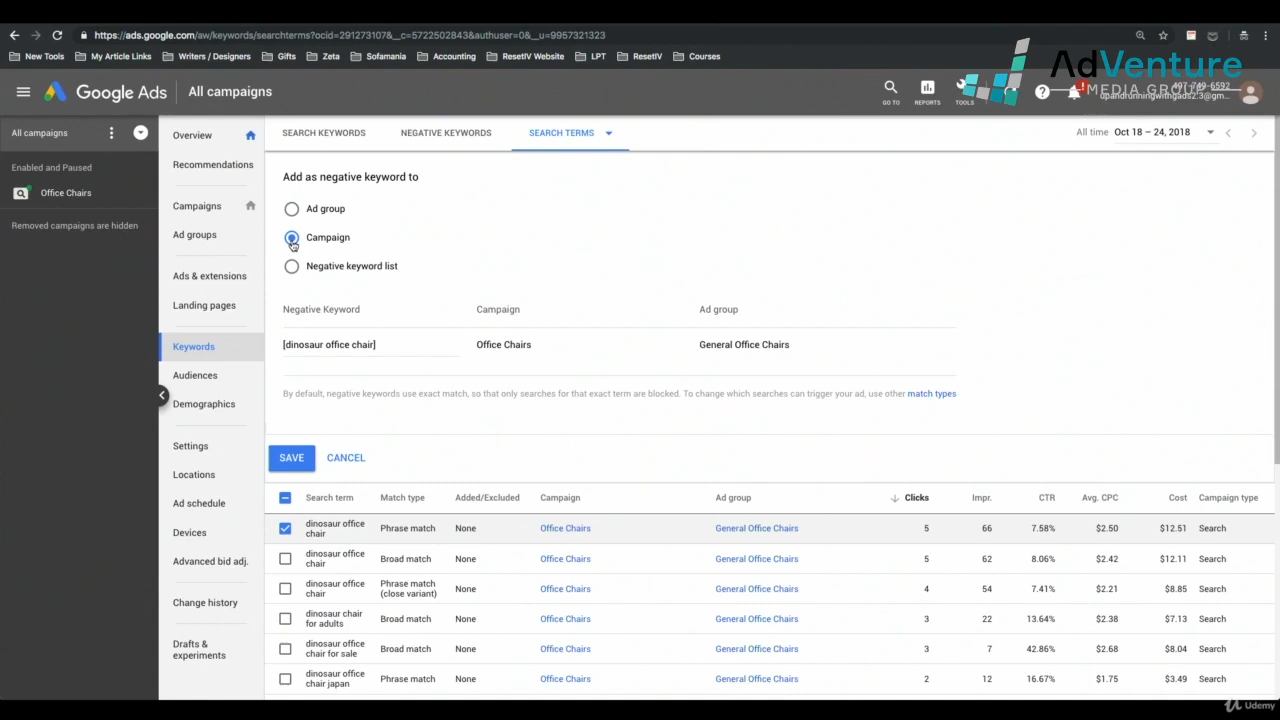 https://ads.google.com/aw/keywords/searchterms?ocid=291273107&__c=5722502843&authuser=0&__u=9957321323
New Tools My Article Links Writers / Designers Gifts Zeta Sofamania Accounting ResetIV Website LPT ResetIV Courses
AdVenture
MEDIA GROUP
Google Ads All campaigns GO TO REPORTS TOOLS
All campaigns
Enabled and Paused
Office Chairs
Removed campaigns are hidden
Overview
Recommendations
Campaigns
Ad groups
Ads & extensions
Landing pages
Keywords
Audiences
Demographics
Settings
Locations
Ad schedule
Devices
Advanced bid adj.
Change history
Drafts &
experiments
SEARCH KEYWORDS NEGATIVE KEYWORDS SEARCH TERMS All time Oct 18 – 24, 2018
Add as negative keyword to
Ad group
Campaign
Negative keyword list
Negative Keyword Campaign Ad group
[dinosaur office chair] Office Chairs General Office Chairs
By default, negative keywords use exact match, so that only searches for that exact term are blocked. To change which searches can trigger your ad, use other match types
SAVE CANCEL
Search term Match type Added/Excluded Campaign Ad group Clicks Impr. CTR Avg. CPC Cost Campaign type
dinosaur office
chair Phrase match None Office Chairs General Office Chairs 5 66 7.58% $2.50 $12.51 Search
dinosaur office
chair Broad match None Office Chairs General Office Chairs 5 62 8.06% $2.42 $12.11 Search
dinosaur office
chair Phrase match
(close variant) None Office Chairs General Office Chairs 4 54 7.41% $2.21 $8.85 Search
dinosaur chair
for adults Broad match None Office Chairs General Office Chairs 3 22 13.64% $2.38 $7.13 Search
dinosaur office
chair for sale Broad match None Office Chairs General Office Chairs 3 7 42.86% $2.68 $8.04 Search
dinosaur office
chair japan Phrase match None Office Chairs General Office Chairs 2 12 16.67% $1.75 $3.49 Search
Udemy